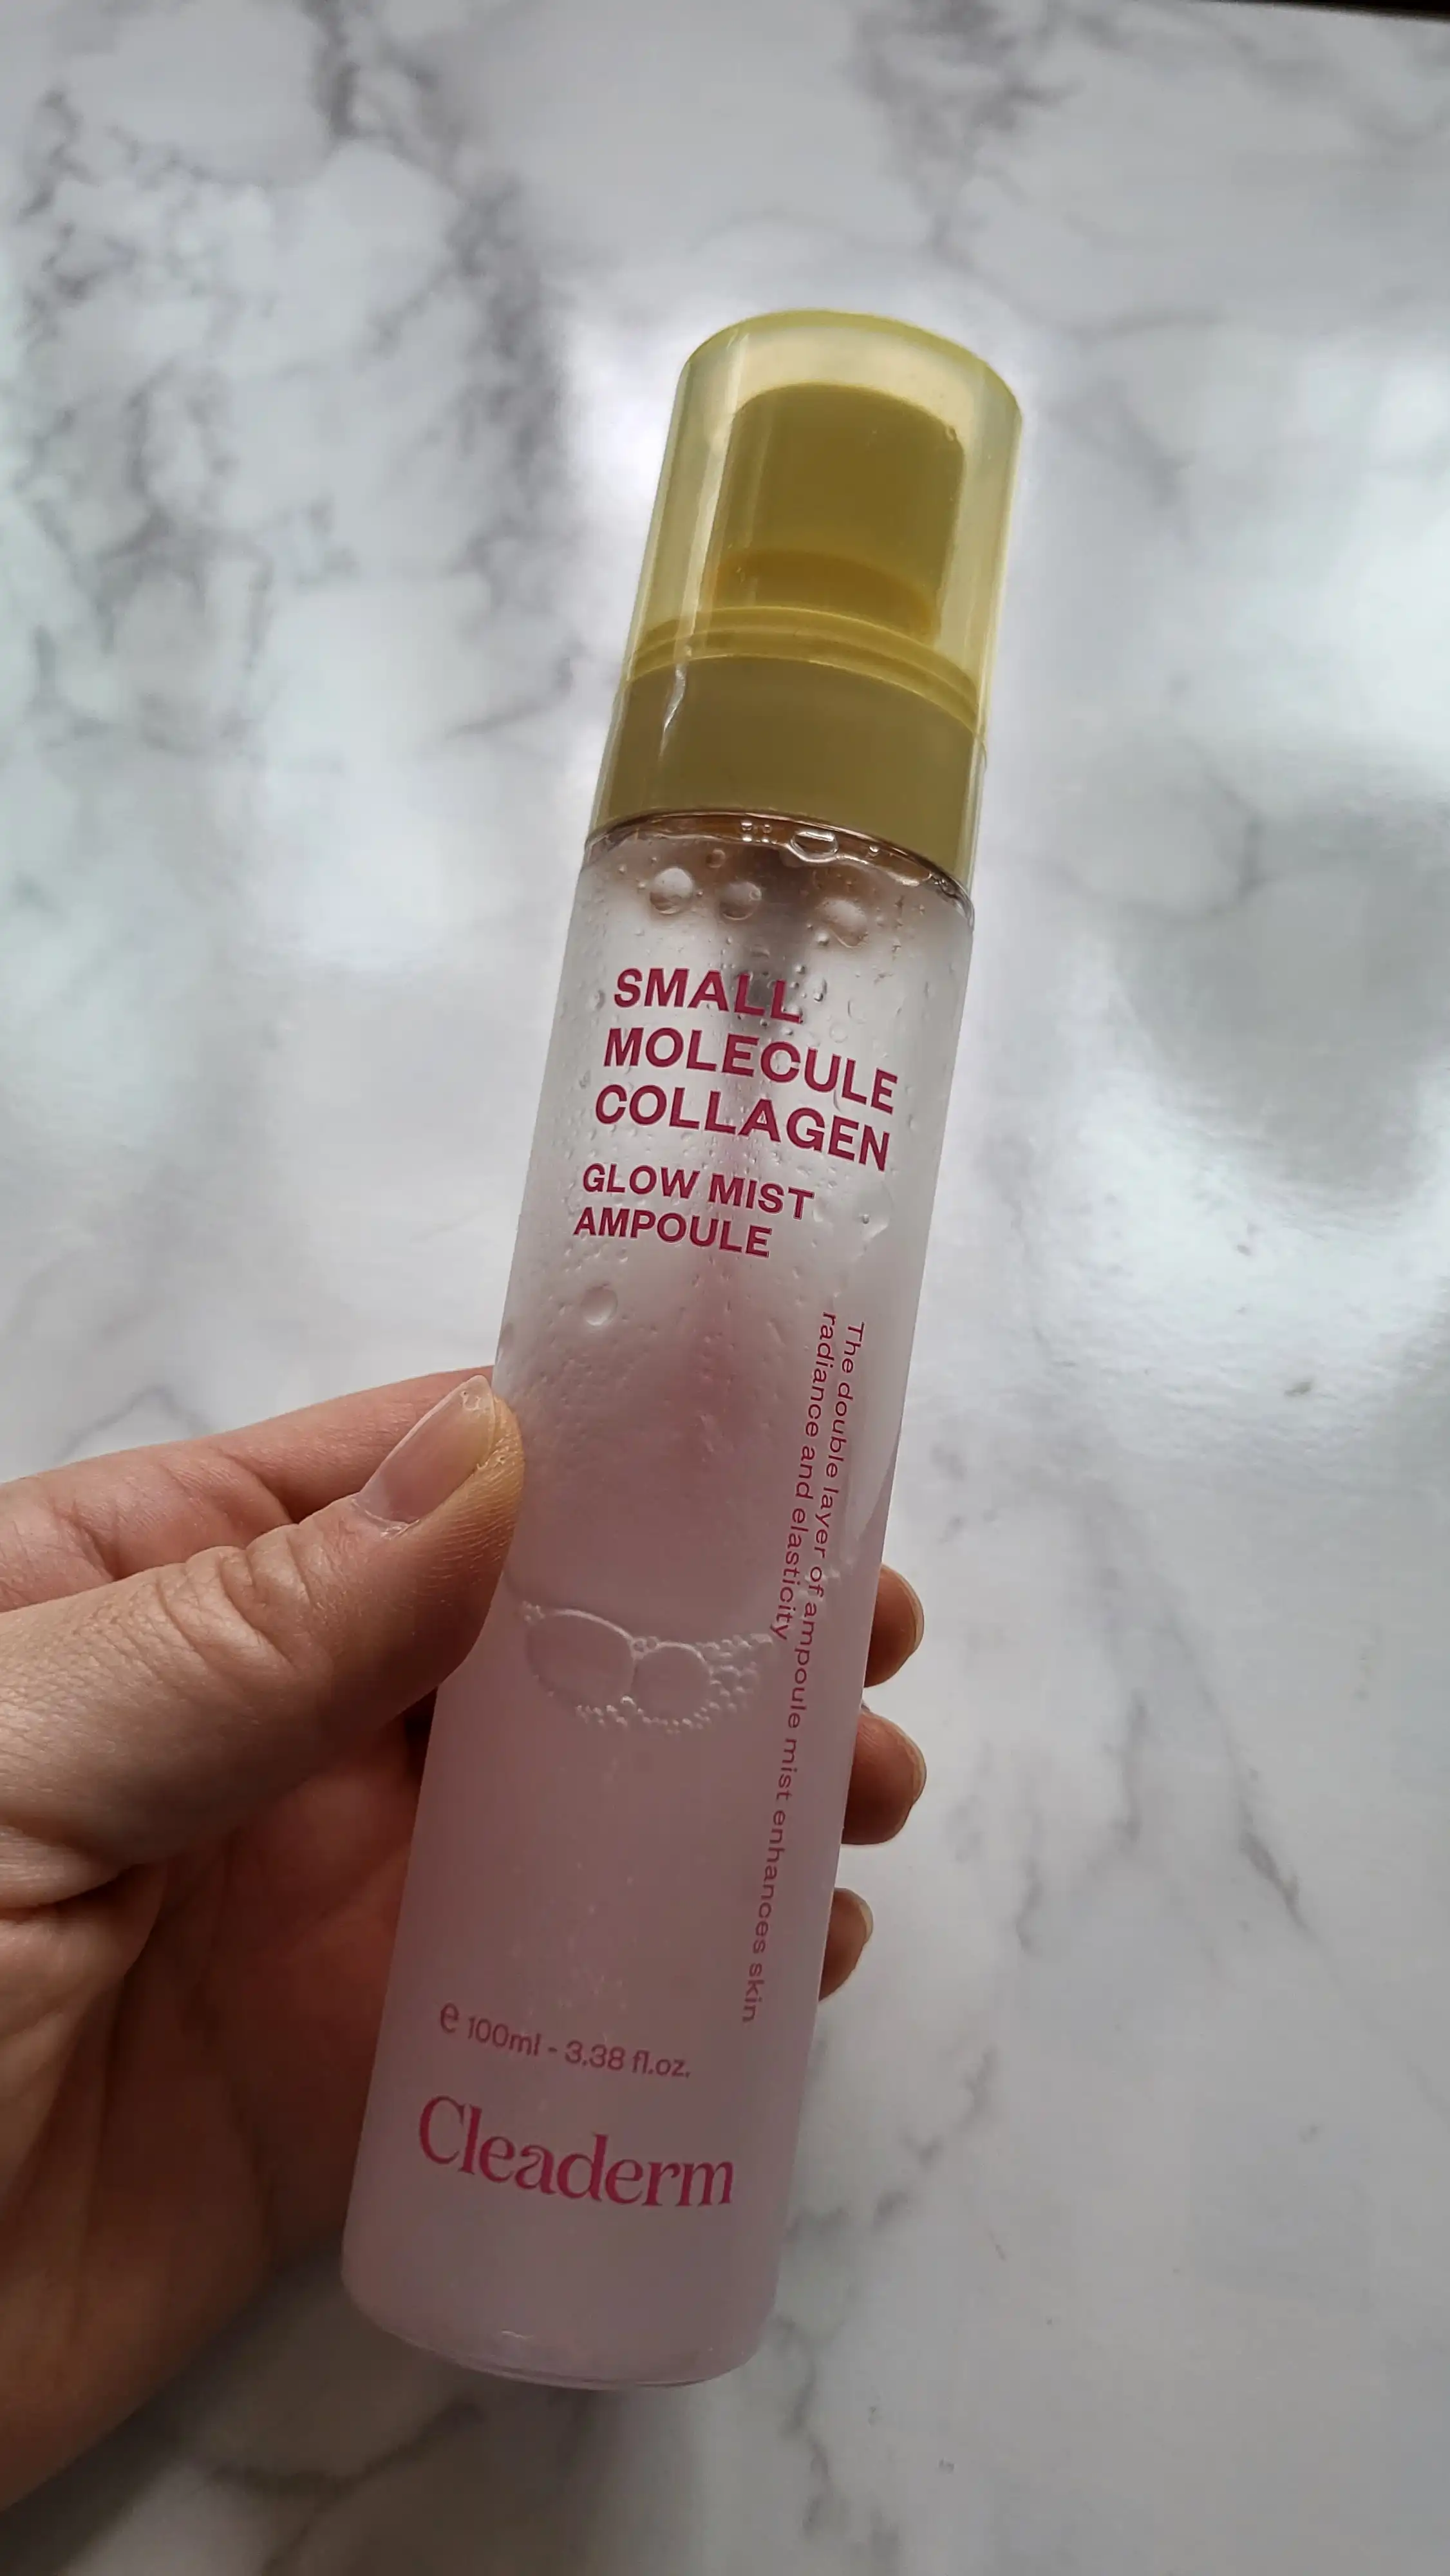 SMALL
MOLECULE
COLLAGEN
GLOW MIST
AMPOULE
The double layer of ampoule mist enhances skin
radiance and elasticity
e 100ml - 3.38 fl.oz.
Cleaderm